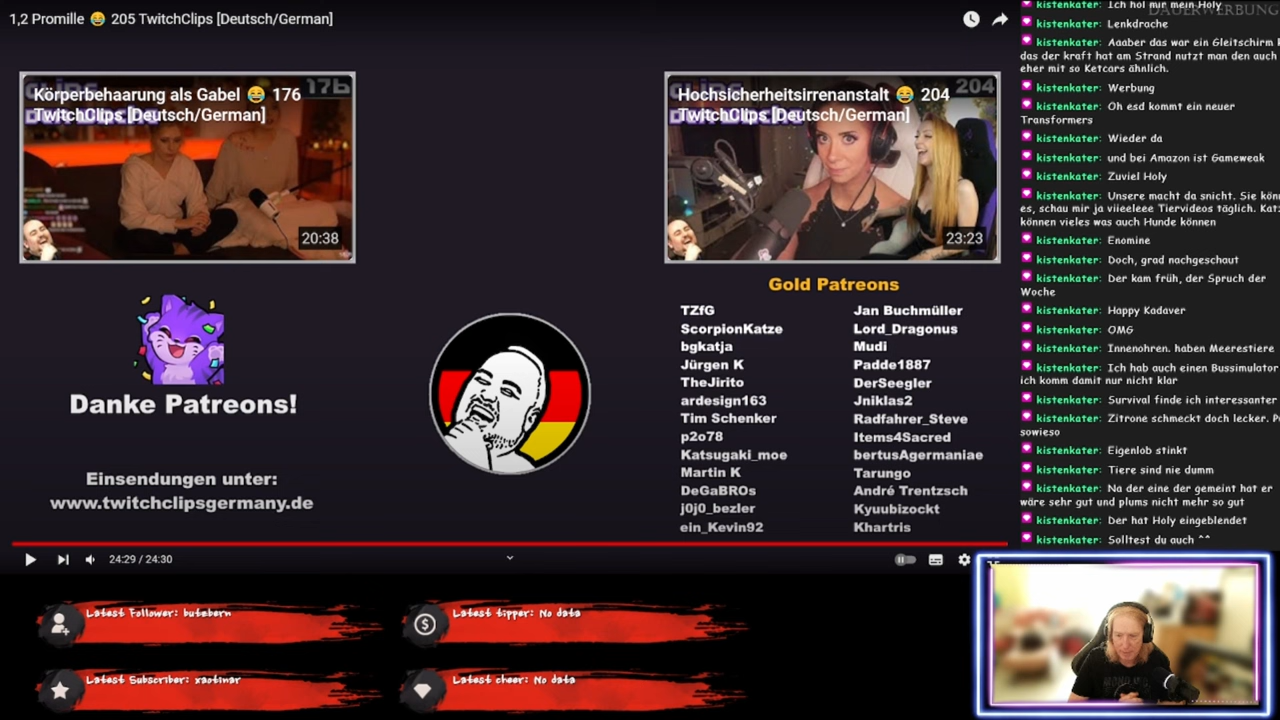 1,2 Promille 😂 205 TwitchClips [Deutsch/German]
Körperbehaarung als Gabel 😂 176
TwitchClips [Deutsch/German]
20:38
Hochsicherheitsirrenanstalt 😂 204
TwitchClips [Deutsch/German]
23:23
Danke Patreons!
Einsendungen unter:
www.twitchclipsgermany.de
Gold Patreons
TZfG
ScorpionKatze
bgkatja
Jürgen K
TheJirito
ardesign163
Tim Schenker
p2o78
Katsugaki_moe
Martin K
DeGaBROs
j0j0_bezler
ein_Kevin92
Jan Buchmüller
Lord_Dragonus
Mudi
Padde1887
DerSeegler
Jniklas2
Radfahrer_Steve
Items4Sacred
bertusAgermaniae
Tarungo
André Trentzsch
Kyuubizockt
Khartris
24:29 / 24:30
DAUERWERBUNG
kistenkater: Ich hol mir mein Holy
kistenkater: Lenkdrache
kistenkater: Aaaber das war ein Gleitschirm
das der kraft hat am Strand nutzt man den auch
eher mit so Ketcars ähnlich.
kistenkater: Werbung
kistenkater: Oh esd kommt ein neuer
Transformers
kistenkater: Wieder da
kistenkater: und bei Amazon ist Gameweak
kistenkater: Zuviel Holy
kistenkater: Unsere macht da snicht. Sie
es, schau mir ja viieeleee Tiervideos täglich.
können vieles was auch Hunde können
kistenkater: Enomine
kistenkater: Doch, grad nachgeschaut
kistenkater: Der kam früh, der Spruch der
Woche
kistenkater: Happy Kadaver
kistenkater: OMG
kistenkater: Innenohren. haben Meerestiere
kistenkater: Ich hab auch einen Bussimulator
ich komm damit nur nicht klar
kistenkater: Survival finde ich interessanter
kistenkater: Zitrone schmeckt doch lecker.
sowieso
kistenkater: Eigenlob stinkt
kistenkater: Tiere sind nie dumm
kistenkater: Na der eine der gemeint hat er
wäre sehr gut und plums nicht mehr so gut
kistenkater: Der hat Holy eingeblendet
kistenkater: Solltest du auch ^^
Latest Follower: butzbern
Latest tipper: No data
Latest Subscriber: xaotinar
Latest cheer: No data